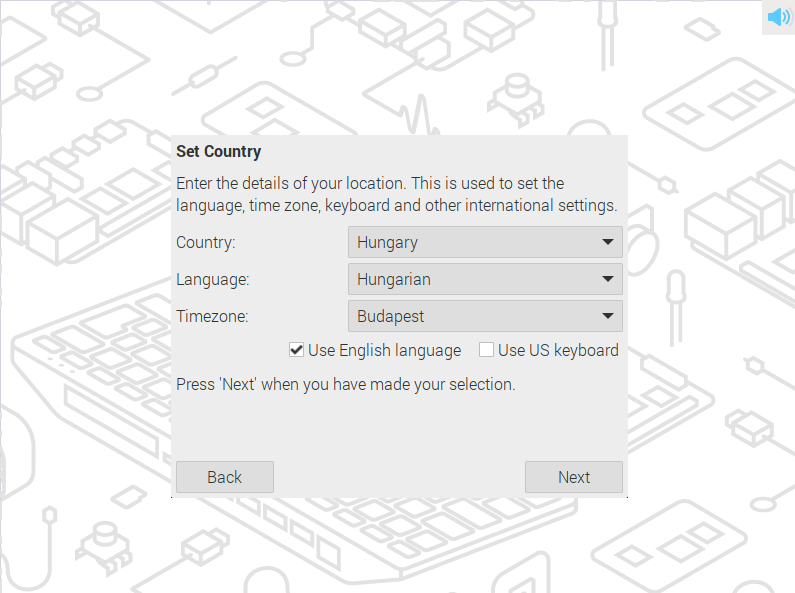 Set Country
Enter the details of your location. This is used to set the
language, time zone, keyboard and other international settings.
Country: Hungary
Language: Hungarian
Timezone: Budapest
Use English language Use US keyboard
Press 'Next' when you have made your selection.
Back Next